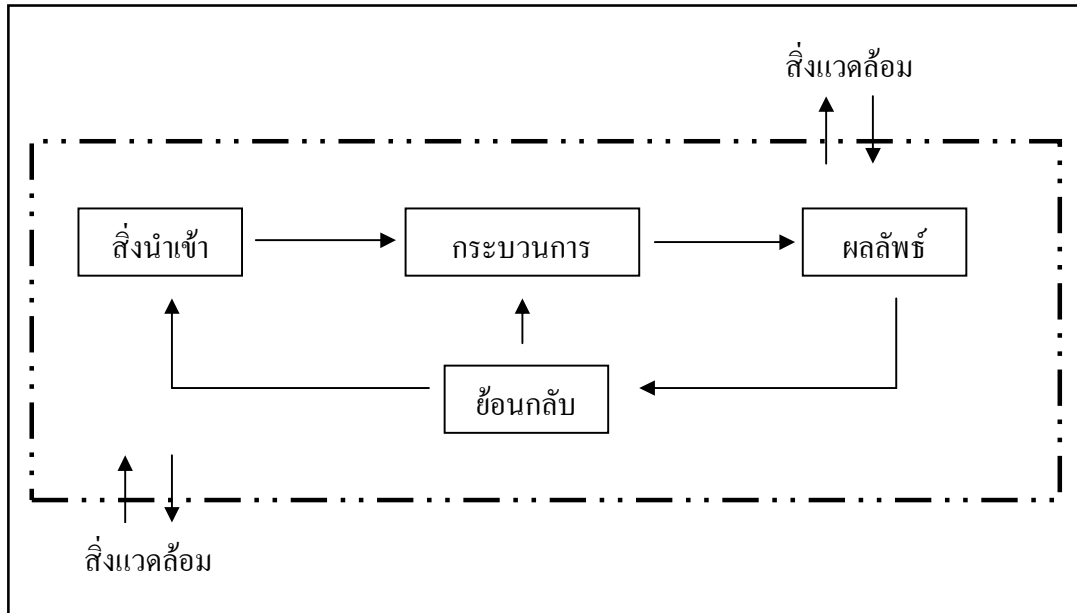 สิ่งแวดล้อม
สิ่งนำเข้า
กระบวนการ
ผลลัพธ์
ย้อนกลับ
สิ่งแวดล้อม